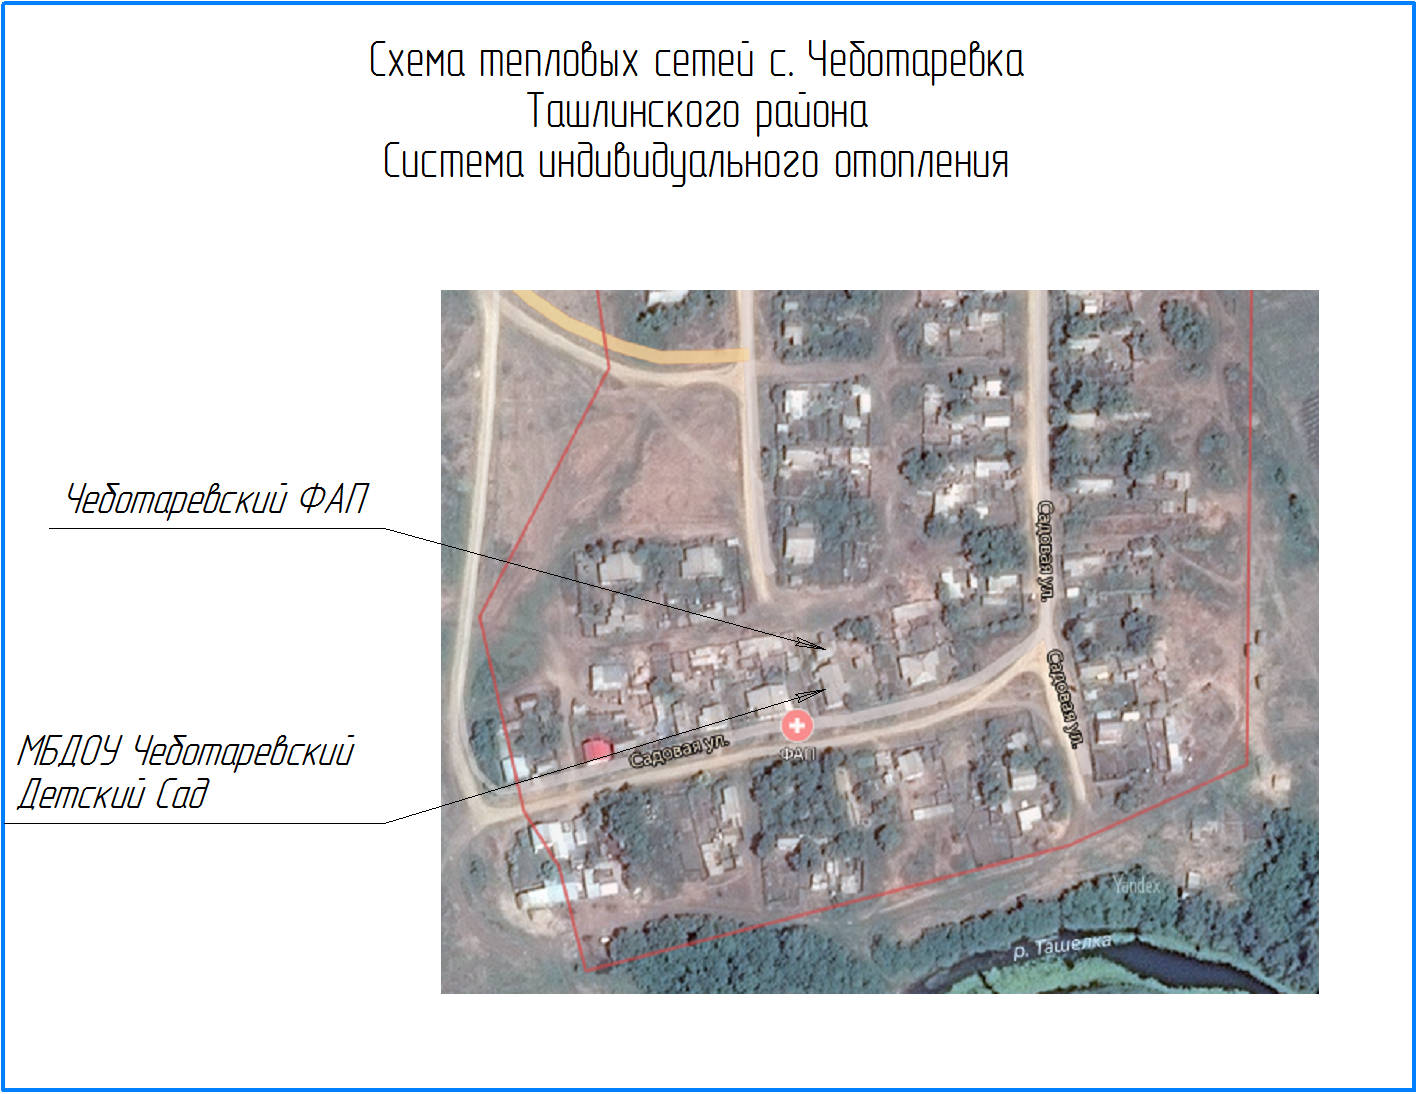 Схема тепловых сетей с. Чеботаревка
Ташлинского района
Система индивидуального отопления
Чеботаревский ФАП
МБДОУ Чеботаревский
Детский Сад
Садовая ул.
Садовая ул.
Садовая ул.
ФАП
Yandex
р. Ташелка